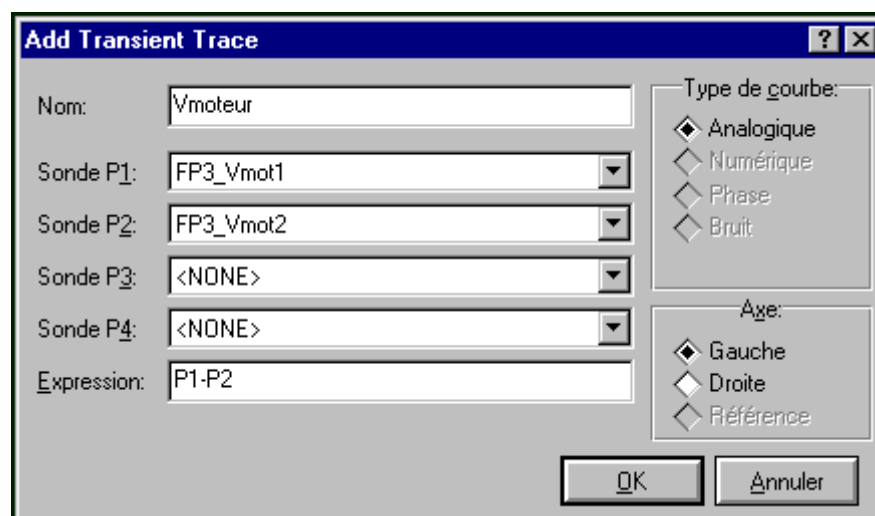 Add Transient Trace
Nom: Vmoteur
Sonde P1: FP3_Vmot1
Sonde P2: FP3_Vmot2
Sonde P3: <NONE>
Sonde P4: <NONE>
Expression: P1-P2
Type de courbe:
Analogique
Numérique
Phase
Bruit
Axe:
Gauche
Droite
Référence
OK
Annuler